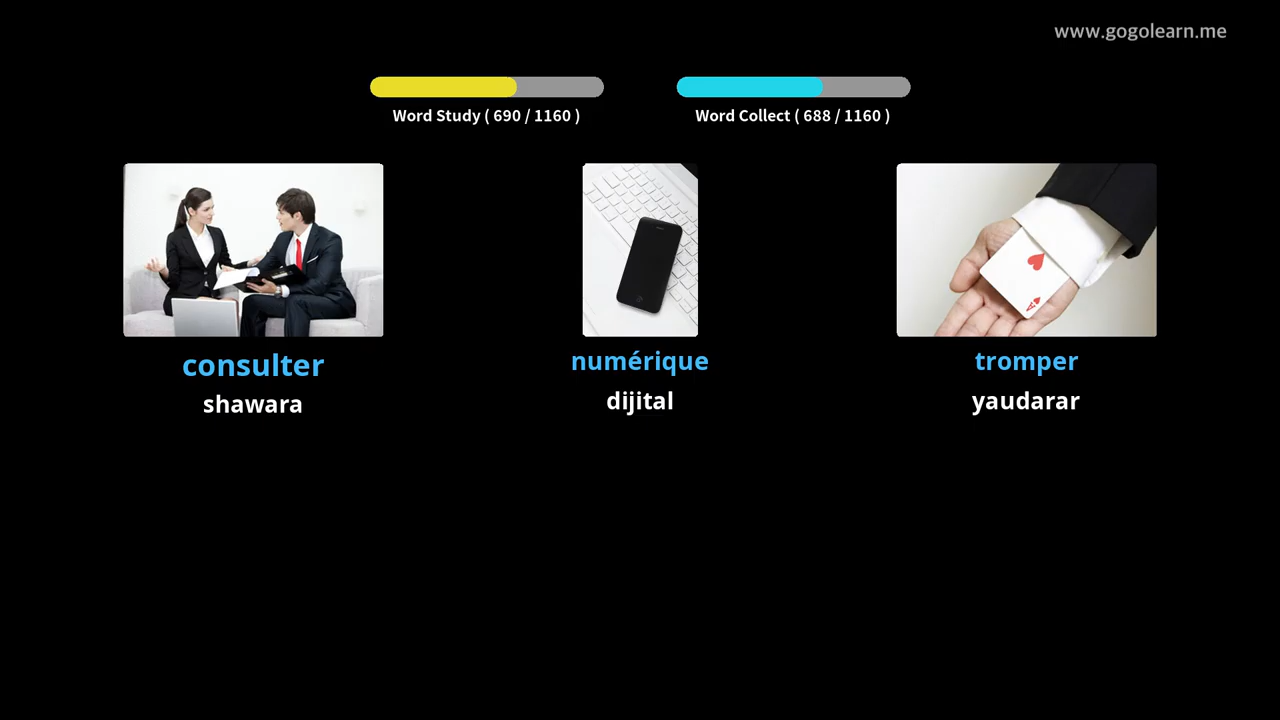 www.gogolearn.me
Word Study ( 690 / 1160 )
Word Collect ( 688 / 1160 )
consulter
shawara
numérique
dijital
tromper
yaudarar